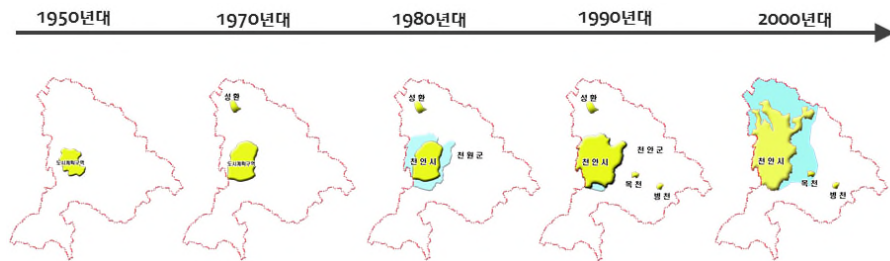 1950년대
1970년대
1980년대
1990년대
2000년대
도시계획구역
성환
도시계획구역
성환
천안시
천원군
성환
천안시
천안군
목천
병천
천안시
목천
병천